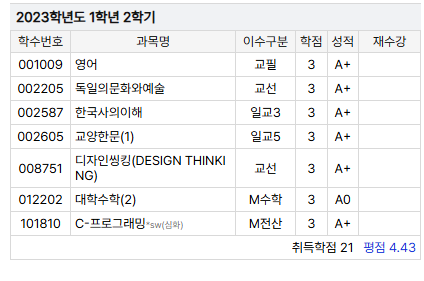 2023학년도 1학년 2학기
학수번호 과목명 이수구분 학점 성적 재수강
001009 영어 교필 3 A+
002205 독일의문화와예술 교선 3 A+
002587 한국사의이해 일교3 3 A+
002605 교양한문(1) 일교5 3 A+
008751 디자인씽킹(DESIGN THINKI
NG) 교선 3 A+
012202 대학수학(2) M수학 3 A0
101810 C-프로그래밍*sw(심화) M전산 3 A+
취득학점 21 평점 4.43